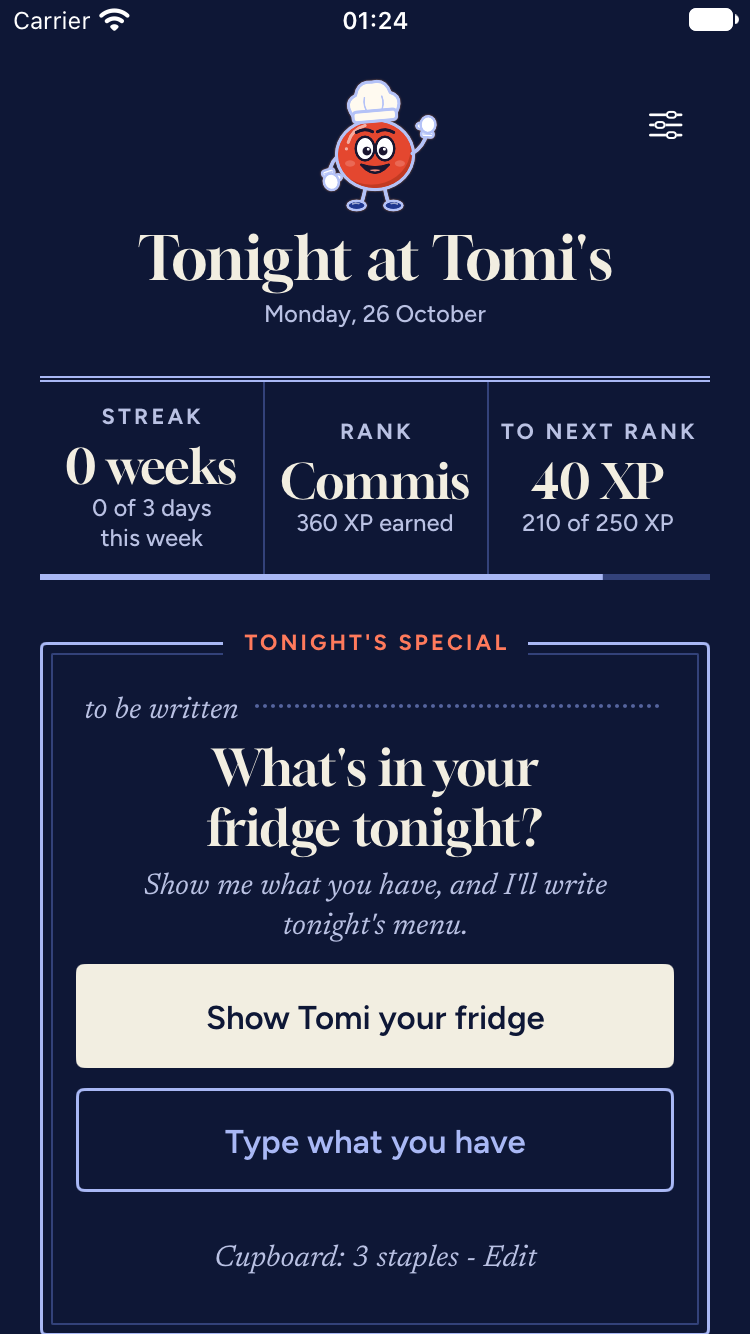 Carrier
01:24
Tonight at Tomi's
Monday, 26 October
STREAK
0 weeks
0 of 3 days
this week
RANK
Commis
360 XP earned
TO NEXT RANK
40 XP
210 of 250 XP
TONIGHT'S SPECIAL
to be written
What's in your
fridge tonight?
Show me what you have, and I'll write
tonight's menu.
Show Tomi your fridge
Type what you have
Cupboard: 3 staples - Edit